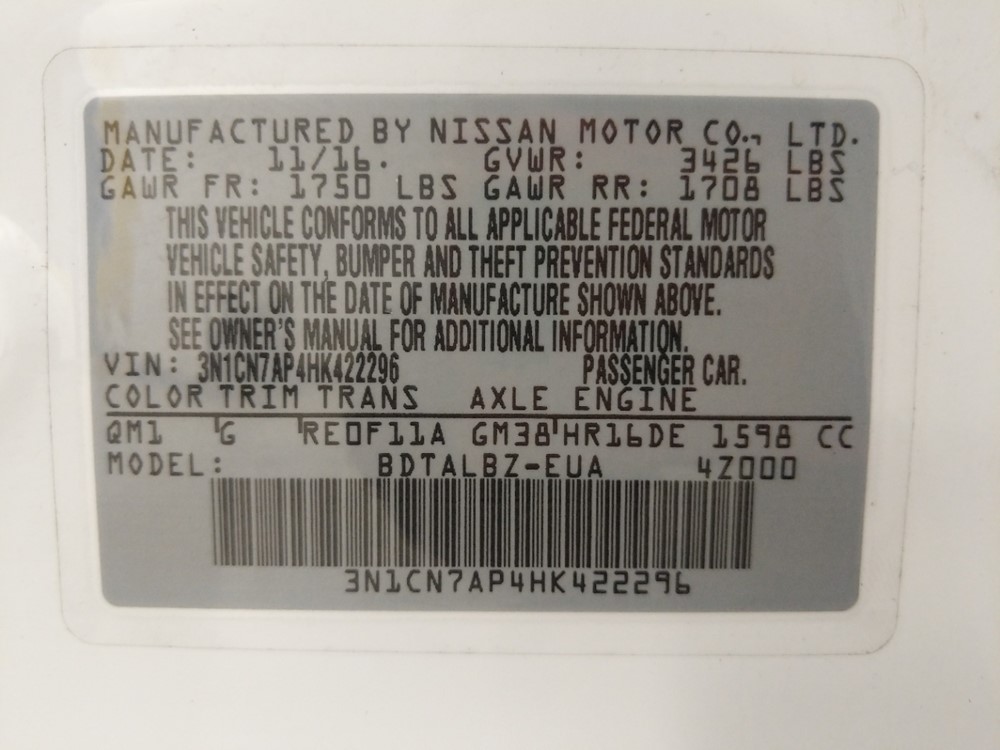 MANUFACTURED BY NISSAN MOTOR CO., LTD.
DATE: 11/16. GVWR: 3426 LBS
GAWR FR: 1750 LBS GAWR RR: 1708 LBS
THIS VEHICLE CONFORMS TO ALL APPLICABLE FEDERAL MOTOR
VEHICLE SAFETY, BUMPER AND THEFT PREVENTION STANDARDS
IN EFFECT ON THE DATE OF MANUFACTURE SHOWN ABOVE.
SEE OWNER'S MANUAL FOR ADDITIONAL INFORMATION.
VIN: 3N1CN7AP4HK422296 PASSENGER CAR.
COLOR TRIM TRANS AXLE ENGINE
QM1 G RE0F11A GM38 HR16DE 1598 CC
MODEL: BDTALBZ-EUA 4Z000
3N1CN7AP4HK422296